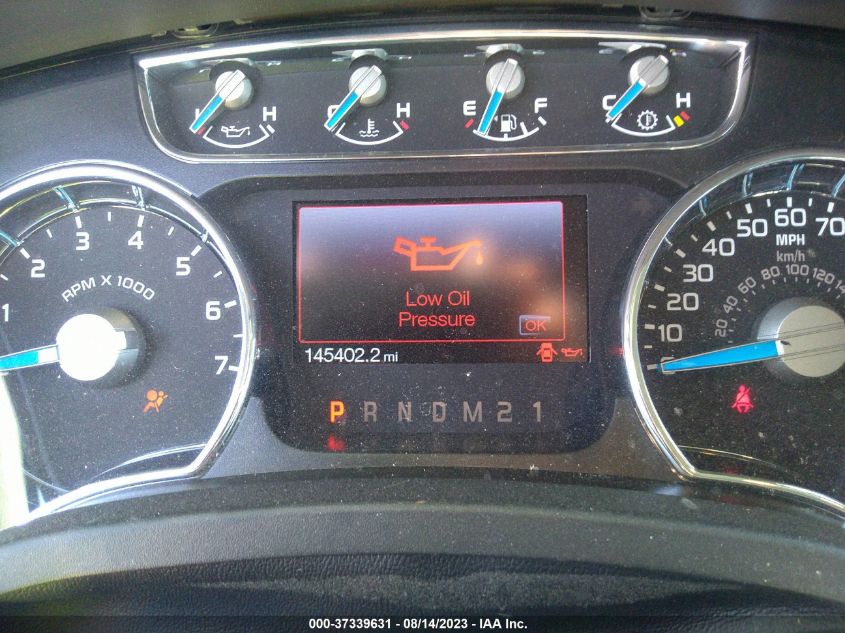 L H
C H
E F
C H
1 2 3 4 5 6 7
RPM X 1000
Low Oil
Pressure
OK
145402.2 mi
P R N D M 2 1
0 10 20 30 40 50 60 70
MPH
km/h
20 40 60 80 100 120 14
000-37339631 - 08/14/2023 - IAA Inc.